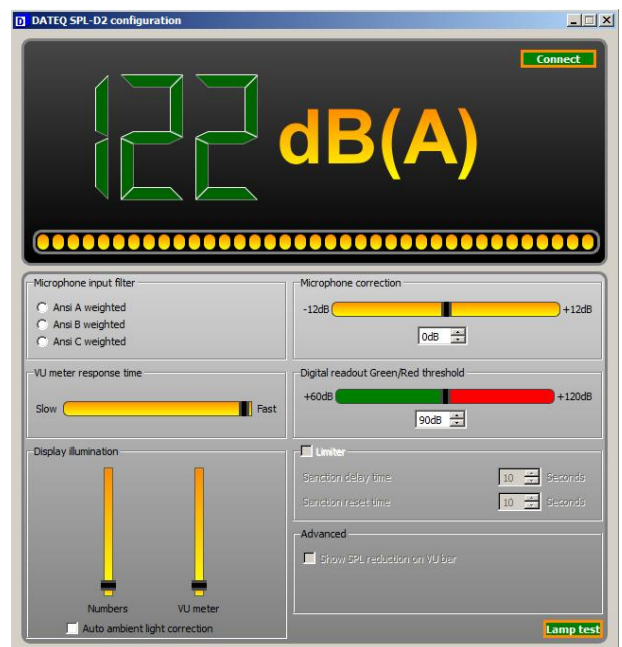 D DATEQ SPL-D2 configuration
Connect
122 dB(A)
Microphone input filter
Ansi A weighted
Ansi B weighted
Ansi C weighted
Microphone correction
-12dB +12dB
0dB
VU meter response time
Slow Fast
Digital readout Green/Red threshold
+60dB +120dB
90dB
Display illumination
Numbers VU meter
Auto ambient light correction
Limiter
Sanction delay time 10 Seconds
Sanction reset time 10 Seconds
Advanced
Show SPL reduction on VU bar
Lamp test